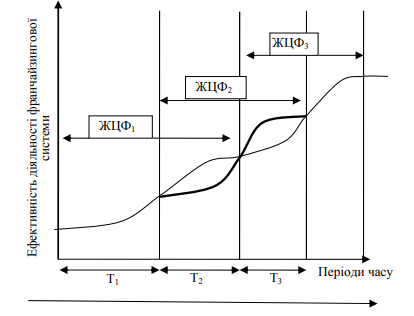 Ефективність діяльності франчайзингової
системи
ЖЦФ3
ЖЦФ2
ЖЦФ1
Періоди часу
Т1
Т2
Т3